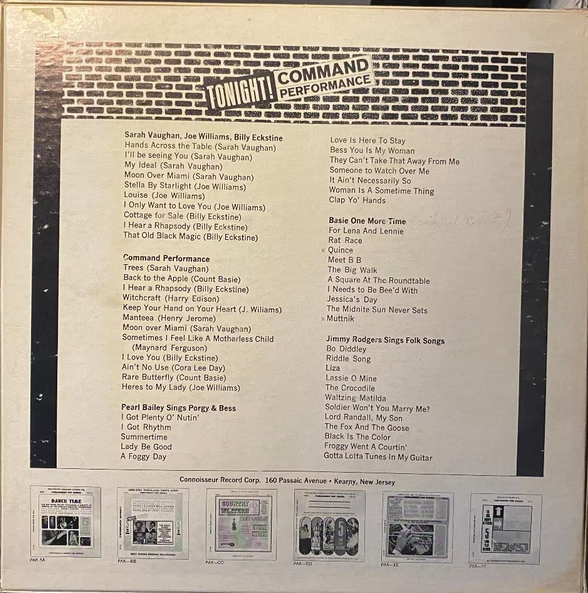 TONIGHT! COMMAND
PERFORMANCE
Sarah Vaughan, Joe Williams, Billy Eckstine
Hands Across the Table (Sarah Vaughan)
I'll be seeing You (Sarah Vaughan)
My Ideal (Sarah Vaughan)
Moon Over Miami (Sarah Vaughan)
Stella By Starlight (Joe Williams)
Louise (Joe Williams)
I Only Want to Love You (Joe Williams)
Cottage for Sale (Billy Eckstine)
I Hear a Rhapsody (Billy Eckstine)
That Old Black Magic (Billy Eckstine)
Command Performance
Trees (Sarah Vaughan)
Back to the Apple (Count Basie)
I Hear a Rhapsody (Billy Eckstine)
Witchcraft (Harry Edison)
Keep Your Hand on Your Heart (J. Wiliams)
Manteea (Henry Jerome)
Moon over Miami (Sarah Vaughan)
Sometimes I Feel Like A Motherless Child
(Maynard Ferguson)
I Love You (Billy Eckstine)
Ain't No Use (Cora Lee Day)
Rare Butterfly (Count Basie)
Heres to My Lady (Joe Williams)
Pearl Bailey Sings Porgy & Bess
I Got Plenty O' Nutin'
I Got Rhythm
Summertime
Lady Be Good
A Foggy Day
Love Is Here To Stay
Bess You Is My Woman
They Can't Take That Away From Me
Someone to Watch Over Me
It Ain't Necessarily So
Woman Is A Sometime Thing
Clap Yo' Hands
Basie One More Time
For Lena And Lennie
Rat Race
Quince
Meet B B
The Big Walk
A Square At The Roundtable
I Needs To Be Bee'd With
Jessica's Day
The Midnite Sun Never Sets
Muttnik
Jimmy Rodgers Sings Folk Songs
Bo Diddley
Riddle Song
Liza
Lassie O Mine
The Crocodile
Waltzing Matilda
Soldier Won't You Marry Me?
Lord Randall, My Son
The Fox And The Goose
Black Is The Color
Froggy Went A Courtin'
Gotta Lotta Tunes In My Guitar
Connoisseur Record Corp. 160 Passaic Avenue • Kearny, New Jersey
DANCE TIME
COUNTRY
WESTERN
PAK-AA
PAK-BB
PAK-CC
PAK-DD
PAK-EE